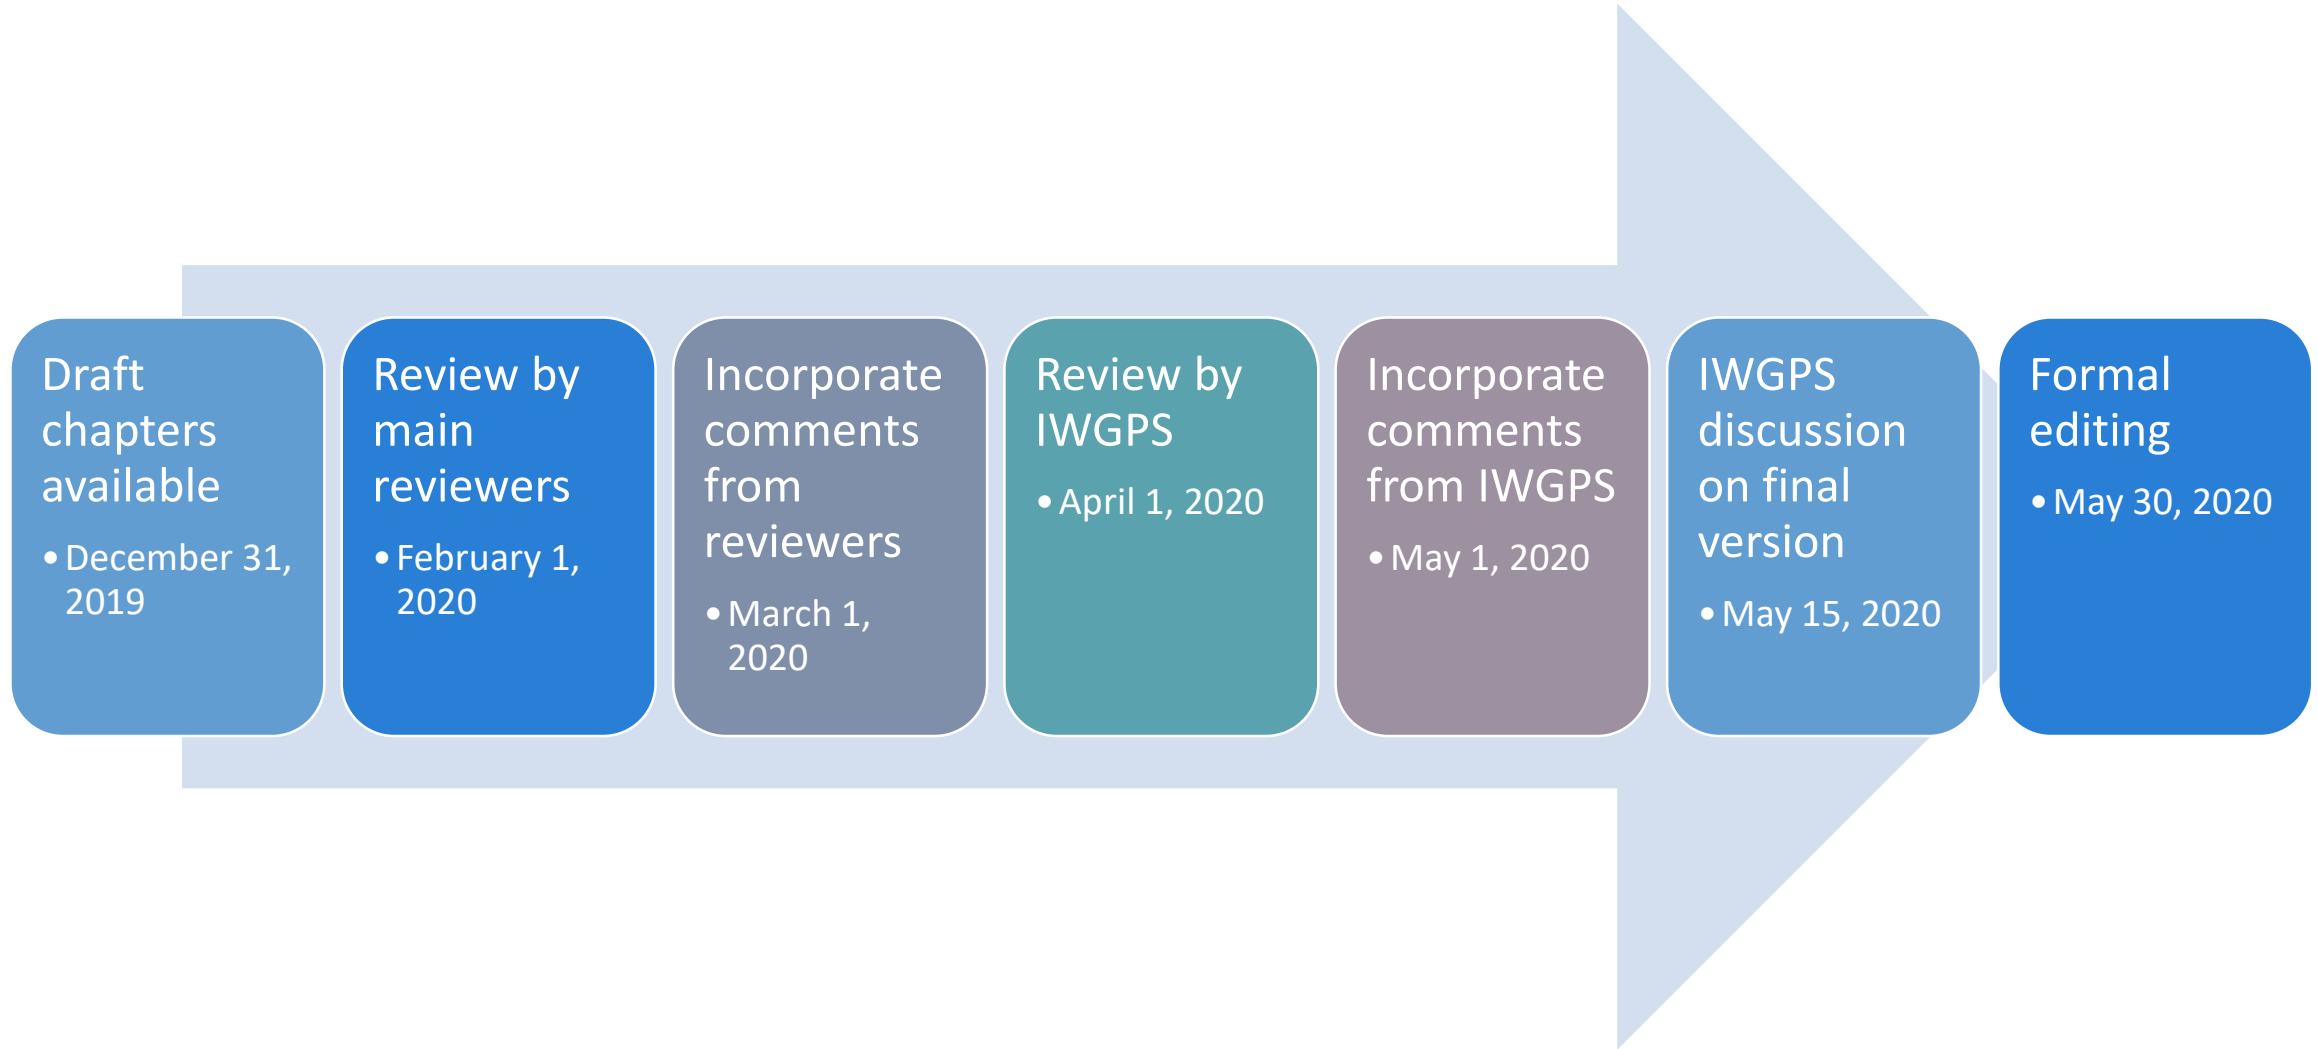 Draft
chapters
available
•December 31,
2019
Review by
main
reviewers
•February 1,
2020
Incorporate
comments
from
reviewers
•March 1,
2020
Review by
IWGPS
•April 1, 2020
Incorporate
comments
from IWGPS
•May 1, 2020
IWGPS
discussion
on final
version
•May 15, 2020
Formal
editing
•May 30, 2020